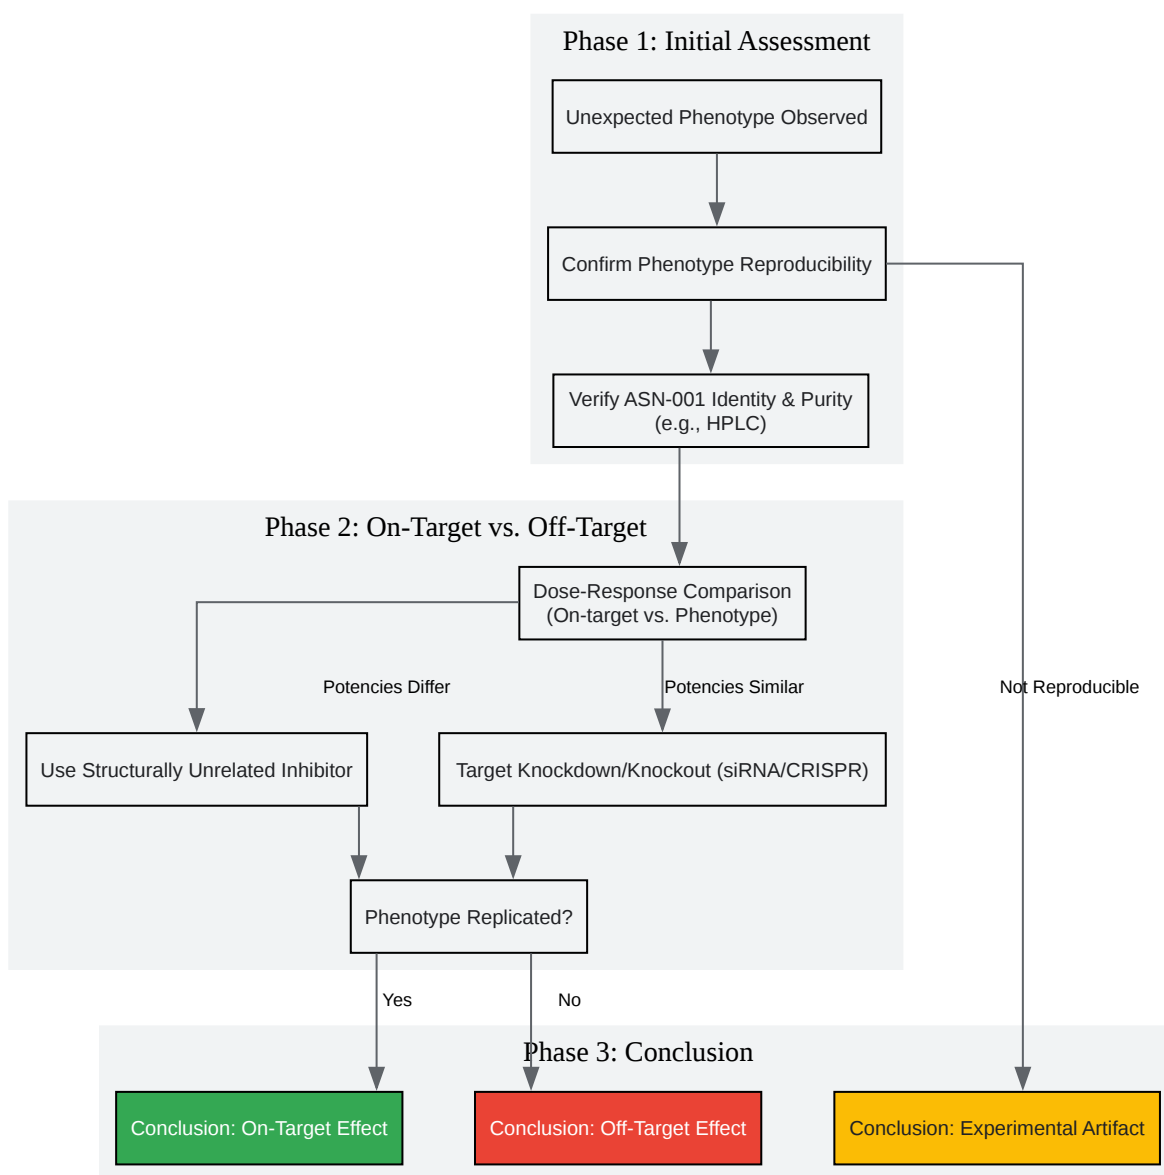 Phase 1: Initial Assessment
Unexpected Phenotype Observed
Confirm Phenotype Reproducibility
Verify ASN-001 Identity & Purity
(e.g., HPLC)
Phase 2: On-Target vs. Off-Target
Dose-Response Comparison
(On-target vs. Phenotype)
Potencies Differ
Potencies Similar
Not Reproducible
Use Structurally Unrelated Inhibitor
Target Knockdown/Knockout (siRNA/CRISPR)
Phenotype Replicated?
Yes
No
Phase 3: Conclusion
Conclusion: On-Target Effect
Conclusion: Off-Target Effect
Conclusion: Experimental Artifact